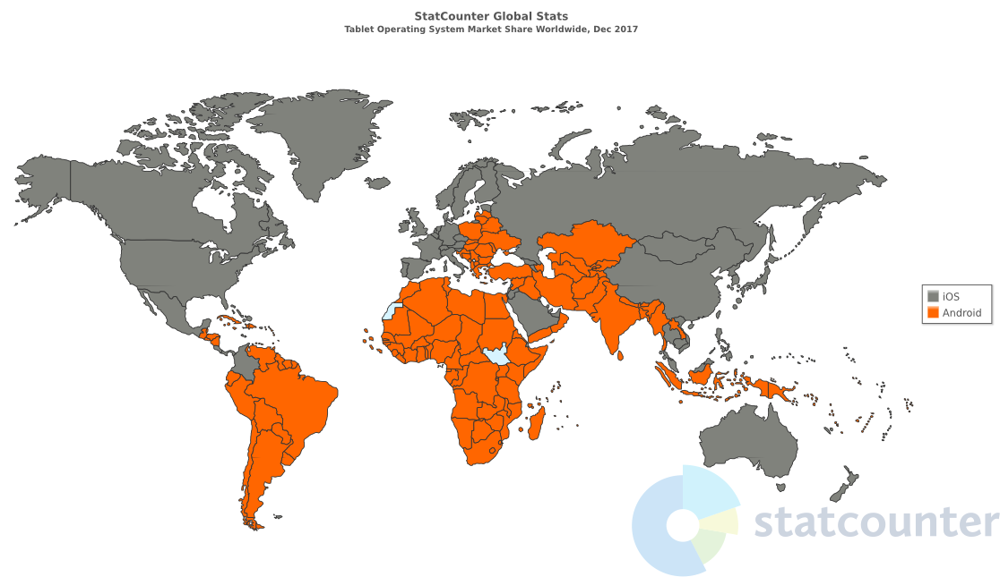 StatCounter Global Stats
Tablet Operating System Market Share Worldwide, Dec 2017
iOS
Android
statcounter